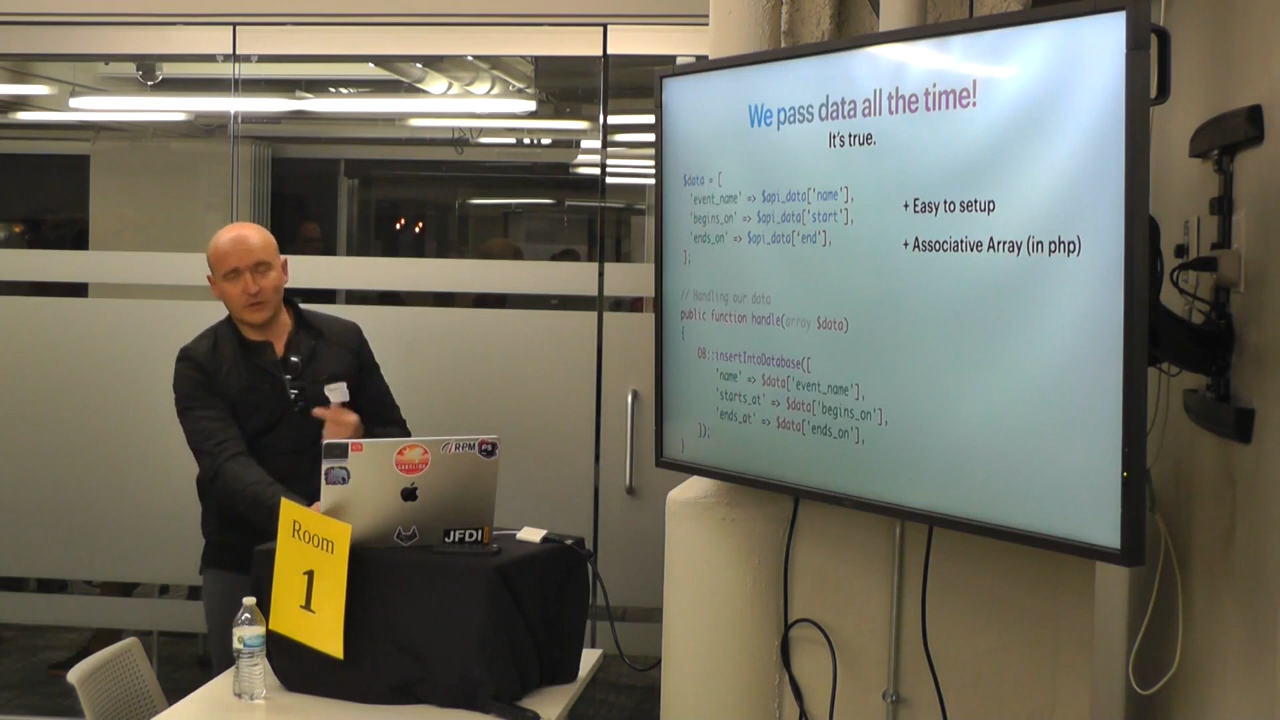 We pass data all the time!
It's true.
$data = [
'event_name' => $api_data['name'],
'begins_on' => $api_data['start'],
'ends_on' => $api_data['end'],
];
+ Easy to setup
+ Associative Array (in php)
// Handling our data
public function handle(array $data)
{
DB::insertIntoDatabase([
'name' => $data['event_name'],
'starts_at' => $data['begins_on'],
'ends_at' => $data['ends_on'],
]);
}
RPM
PS
CAROLINA
JFDI
Room
1